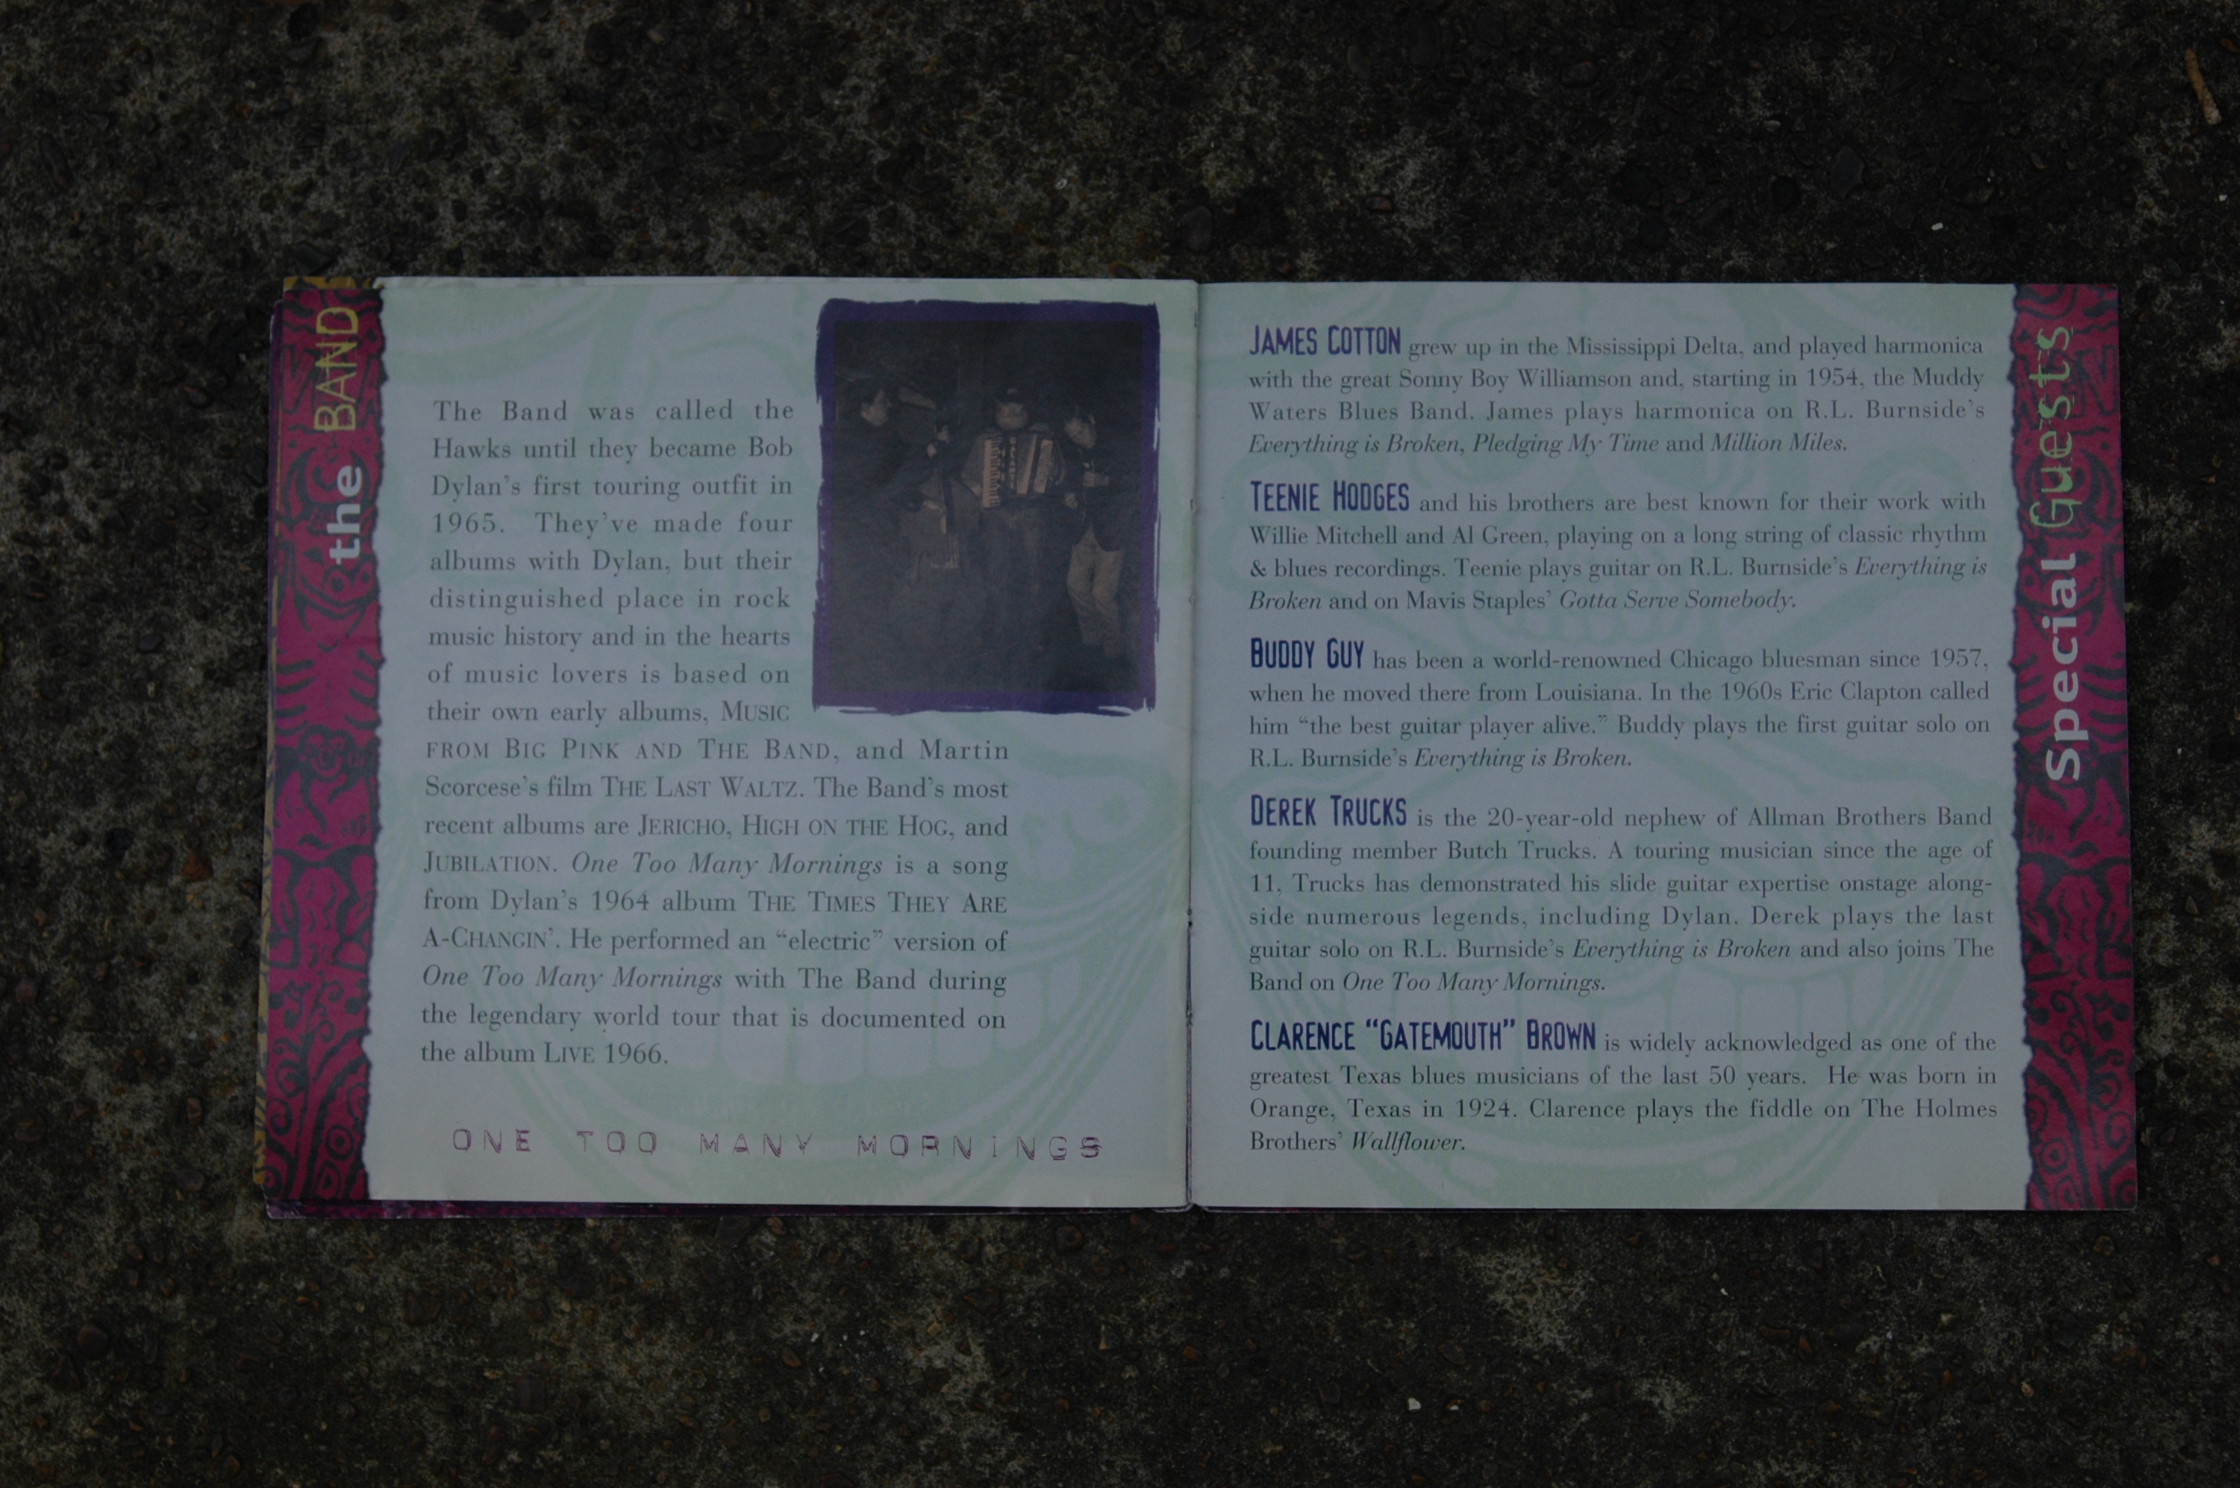 the BAND
The Band was called the
Hawks until they became Bob
Dylan's first touring outfit in
1965. They've made four
albums with Dylan, but their
distinguished place in rock
music history and in the hearts
of music lovers is based on
their own early albums, MUSIC
FROM BIG PINK AND THE BAND, and Martin
Scorcese's film THE LAST WALTZ. The Band's most
recent albums are JERICHO, HIGH ON THE HOG, and
JUBILATION. One Too Many Mornings is a song
from Dylan's 1964 album THE TIMES THEY ARE
A-CHANGIN'. He performed an "electric" version of
One Too Many Mornings with The Band during
the legendary world tour that is documented on
the album LIVE 1966.
ONE TOO MANY MORNINGS
Special Guests
JAMES COTTON grew up in the Mississippi Delta, and played harmonica
with the great Sonny Boy Williamson and, starting in 1954, the Muddy
Waters Blues Band. James plays harmonica on R.L. Burnside's
Everything is Broken, Pledging My Time and Million Miles.
TEENIE HODGES and his brothers are best known for their work with
Willie Mitchell and Al Green, playing on a long string of classic rhythm
& blues recordings. Teenie plays guitar on R.L. Burnside's Everything is
Broken and on Mavis Staples' Gotta Serve Somebody.
BUDDY GUY has been a world-renowned Chicago bluesman since 1957,
when he moved there from Louisiana. In the 1960s Eric Clapton called
him "the best guitar player alive." Buddy plays the first guitar solo on
R.L. Burnside's Everything is Broken.
DEREK TRUCKS is the 20-year-old nephew of Allman Brothers Band
founding member Butch Trucks. A touring musician since the age of
11, Trucks has demonstrated his slide guitar expertise onstage along-
side numerous legends, including Dylan. Derek plays the last
guitar solo on R.L. Burnside's Everything is Broken and also joins The
Band on One Too Many Mornings.
CLARENCE "GATEMOUTH" BROWN is widely acknowledged as one of the
greatest Texas blues musicians of the last 50 years. He was born in
Orange, Texas in 1924. Clarence plays the fiddle on The Holmes
Brothers' Wallflower.